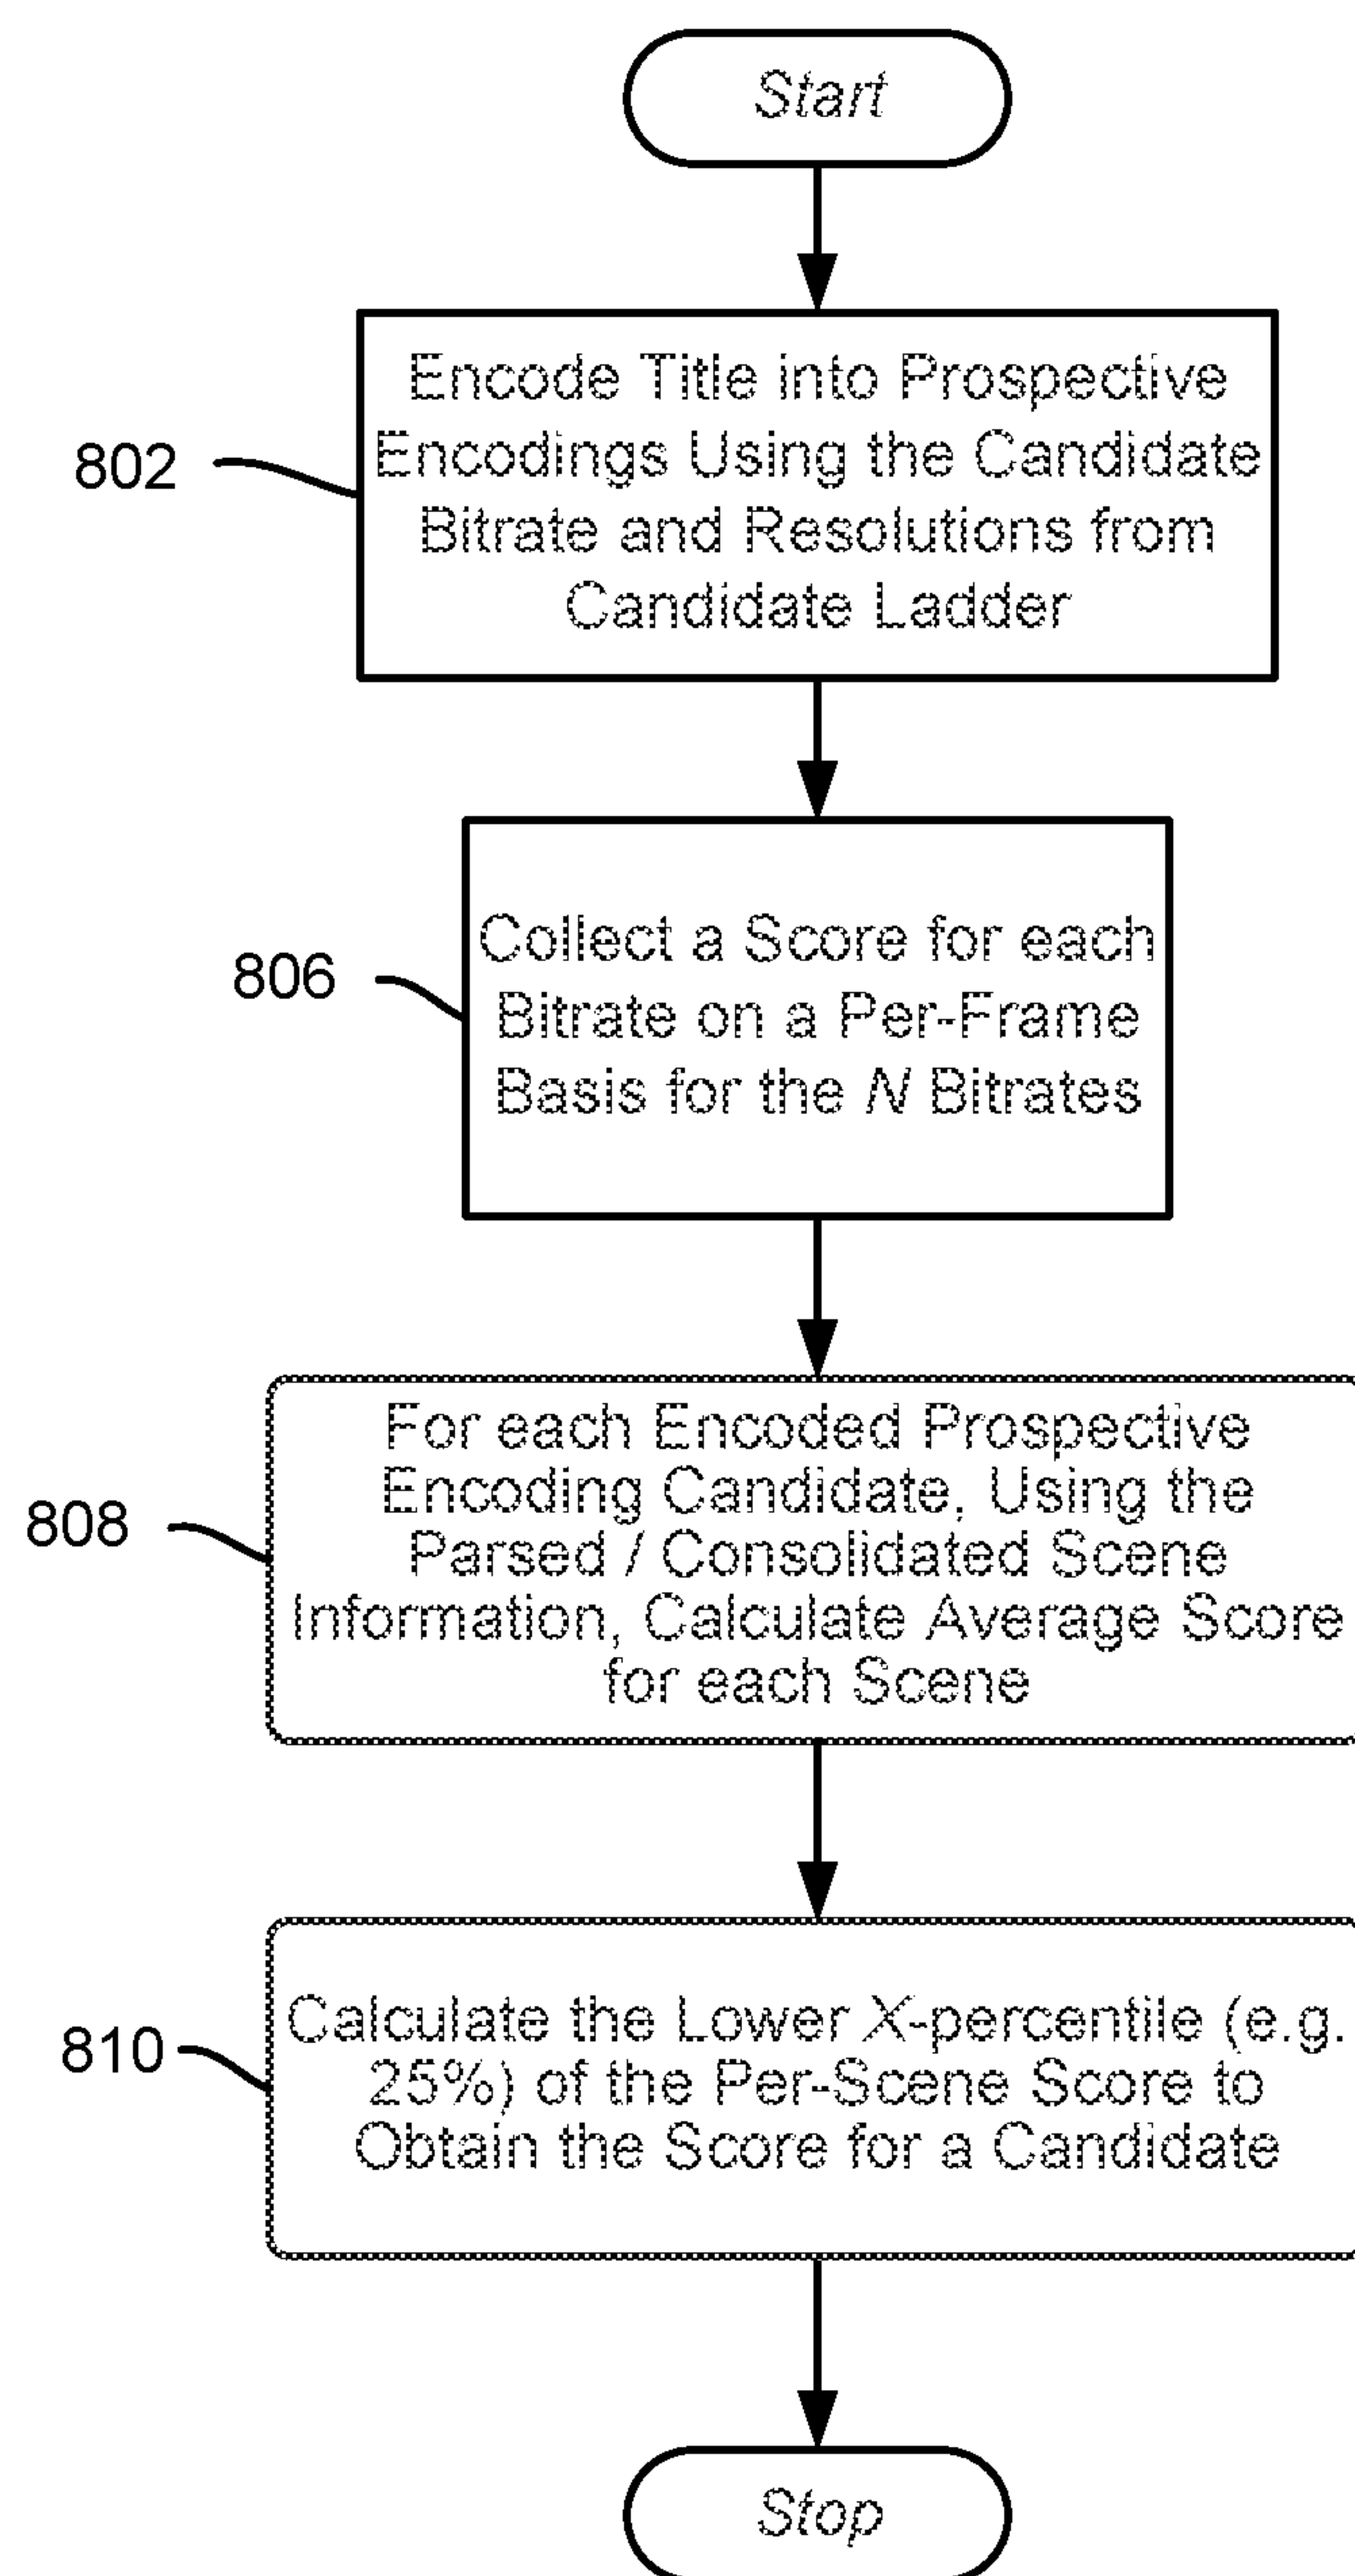 Start
802
Encode Title into Prospective
Encodings Using the Candidate
Bitrate and Resolutions from
Candidate Ladder
806
Collect a Score for each
Bitrate on a Per-Frame
Basis for the N Bitrates
808
For each Encoded Prospective
Encoding Candidate, Using the
Parsed / Consolidated Scene
Information, Calculate Average Score
for each Scene
810
Calculate the Lower X-percentile (e.g.
25%) of the Per-Scene Score to
Obtain the Score for a Candidate
Stop